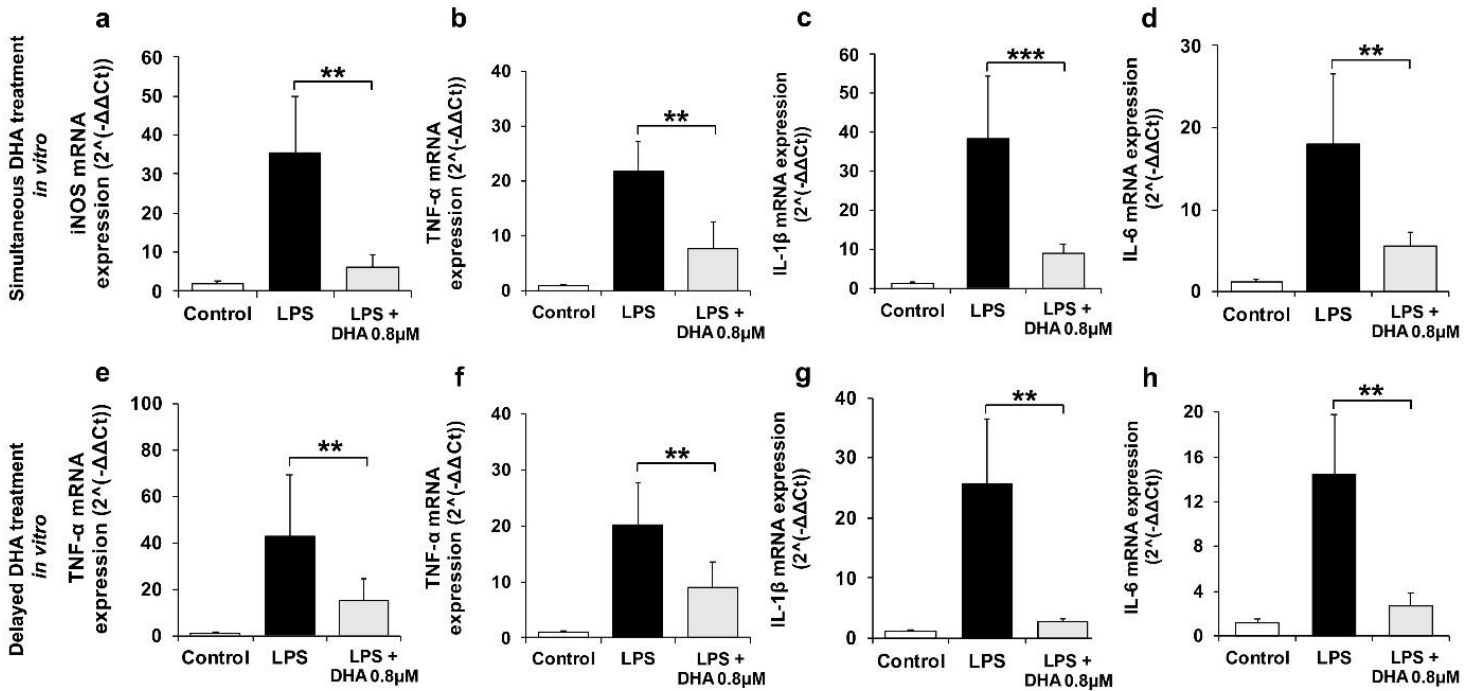 Simultaneous DHA treatment
in vitro
a
iNOS mRNA
expression (2^(-ΔΔCt))
60
50
40
30
20
10
0
**
Control
LPS
LPS +
DHA 0.8µM
b
TNF-α mRNA
expression (2^(-ΔΔCt))
40
30
20
10
0
**
Control
LPS
LPS +
DHA 0.8µM
c
IL-1β mRNA expression
(2^(-ΔΔCt))
60
50
40
30
20
10
0
***
Control
LPS
LPS +
DHA 0.8µM
d
IL-6 mRNA expression
(2^(-ΔΔCt))
30
20
10
0
**
Control
LPS
LPS +
DHA 0.8µM
Delayed DHA treatment
in vitro
e
TNF-α mRNA
expression (2^(-ΔΔCt))
100
80
60
40
20
0
**
Control
LPS
LPS +
DHA 0.8µM
f
TNF-α mRNA
expression (2^(-ΔΔCt))
40
30
20
10
0
**
Control
LPS
LPS +
DHA 0.8µM
g
IL-1β mRNA expression
(2^(-ΔΔCt))
40
30
20
10
0
**
Control
LPS
LPS +
DHA 0.8µM
h
IL-6 mRNA expression
(2^(-ΔΔCt))
20
16
12
8
4
0
**
Control
LPS
LPS +
DHA 0.8µM